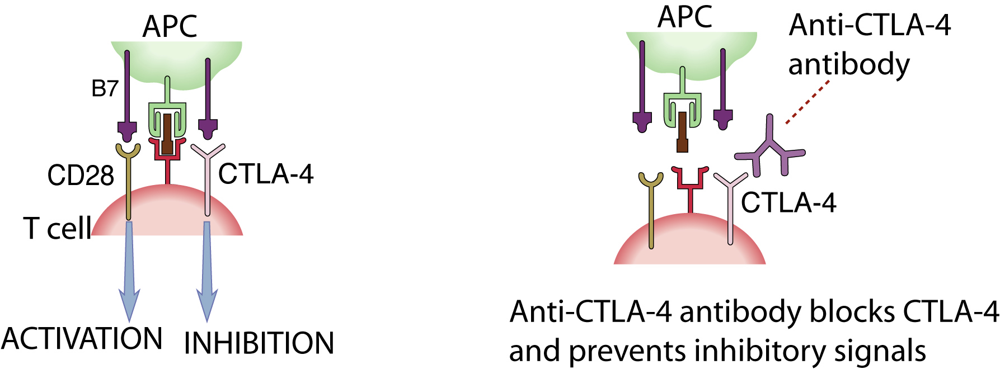 APC
B7
CD28
CTLA-4
T cell
ACTIVATION
INHIBITION
APC
Anti-CTLA-4
antibody
CTLA-4
Anti-CTLA-4 antibody blocks CTLA-4
and prevents inhibitory signals